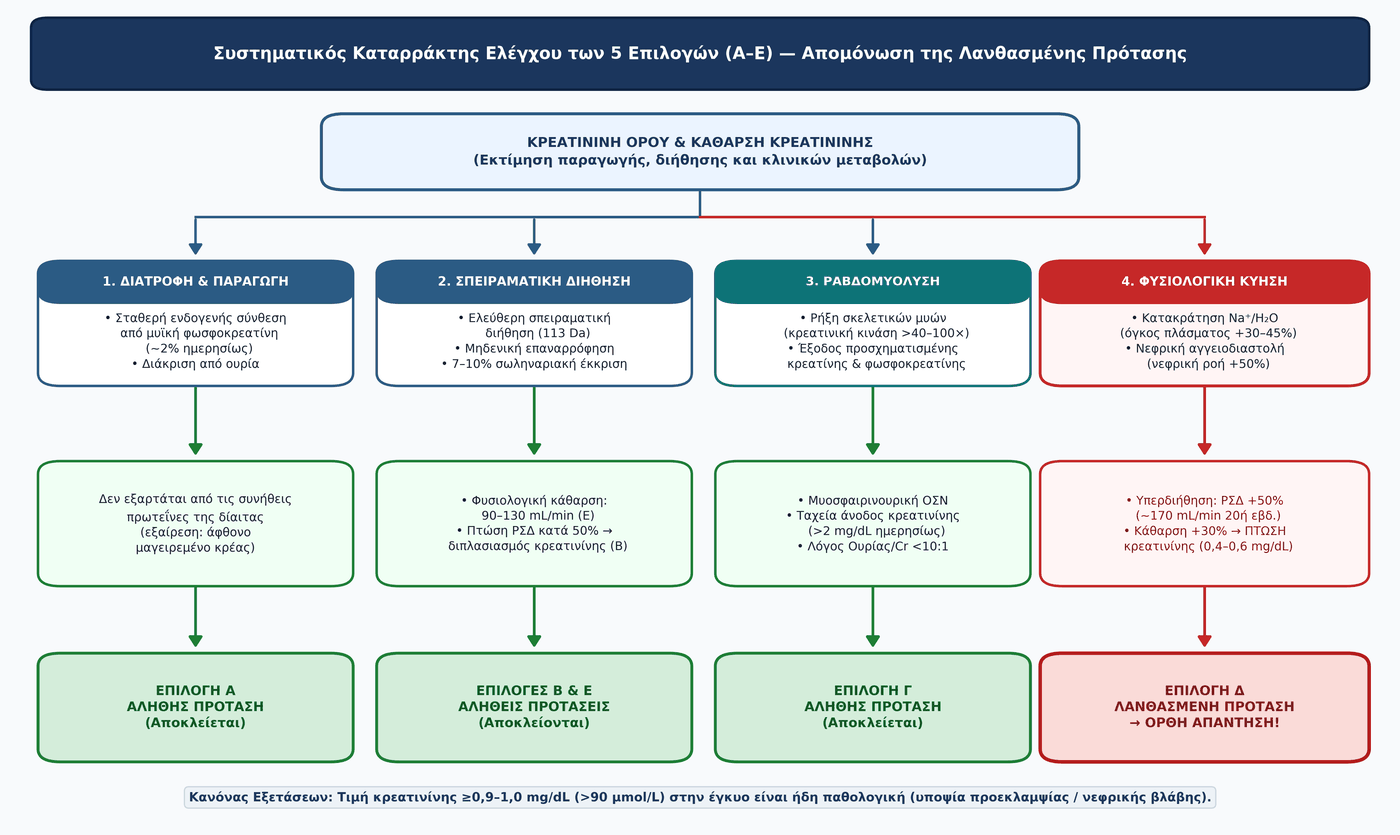 Συστηματικός Καταρράκτης Ελέγχου των 5 Επιλογών (Α–Ε) — Απομόνωση της Λανθασμένης Πρότασης
ΚΡΕΑΤΙΝΙΝΗ ΟΡΟΥ & ΚΑΘΑΡΣΗ ΚΡΕΑΤΙΝΙΝΗΣ
(Εκτίμηση παραγωγής, διήθησης και κλινικών μεταβολών)
1. ΔΙΑΤΡΟΦΗ & ΠΑΡΑΓΩΓΗ
• Σταθερή ενδογενής σύνθεση
από μυϊκή φωσφοκρεατίνη
(~2% ημερησίως)
• Διάκριση από ουρία
2. ΣΠΕΙΡΑΜΑΤΙΚΗ ΔΙΗΘΗΣΗ
• Ελεύθερη σπειραματική
διήθηση (113 Da)
• Μηδενική επαναρρόφηση
• 7–10% σωληναριακή έκκριση
3. ΡΑΒΔΟΜΥΟΛΥΣΗ
• Ρήξη σκελετικών μυών
(κρεατινική κινάση >40–100×)
• Έξοδος προσχηματισμένης
κρεατίνης & φωσφοκρεατίνης
4. ΦΥΣΙΟΛΟΓΙΚΗ ΚΥΗΣΗ
• Κατακράτηση Na⁺/H₂O
(όγκος πλάσματος +30–45%)
• Νεφρική αγγειοδιαστολή
(νεφρική ροή +50%)
Δεν εξαρτάται από τις συνήθεις
πρωτεΐνες της δίαιτας
(εξαίρεση: άφθονο
μαγειρεμένο κρέας)
• Φυσιολογική κάθαρση:
90–130 mL/min (Ε)
• Πτώση ΡΣΔ κατά 50% →
διπλασιασμός κρεατινίνης (Β)
• Μυοσφαιρινουρική ΟΣΝ
• Ταχεία άνοδος κρεατινίνης
(>2 mg/dL ημερησίως)
• Λόγος Ουρίας/Cr <10:1
• Υπερδιήθηση: ΡΣΔ +50%
(~170 mL/min 20ή εβδ.)
• Κάθαρση +30% → ΠΤΩΣΗ
κρεατινίνης (0,4–0,6 mg/dL)
ΕΠΙΛΟΓΗ Α
ΑΛΗΘΗΣ ΠΡΟΤΑΣΗ
(Αποκλείεται)
ΕΠΙΛΟΓΕΣ Β & Ε
ΑΛΗΘΕΙΣ ΠΡΟΤΑΣΕΙΣ
(Αποκλείονται)
ΕΠΙΛΟΓΗ Γ
ΑΛΗΘΗΣ ΠΡΟΤΑΣΗ
(Αποκλείεται)
ΕΠΙΛΟΓΗ Δ
ΛΑΝΘΑΣΜΕΝΗ ΠΡΟΤΑΣΗ
→ ΟΡΘΗ ΑΠΑΝΤΗΣΗ!
Κανόνας Εξετάσεων: Τιμή κρεατινίνης ≥0,9–1,0 mg/dL (>90 μmol/L) στην έγκυο είναι ήδη παθολογική (υποψία προεκλαμψίας / νεφρικής βλάβης).